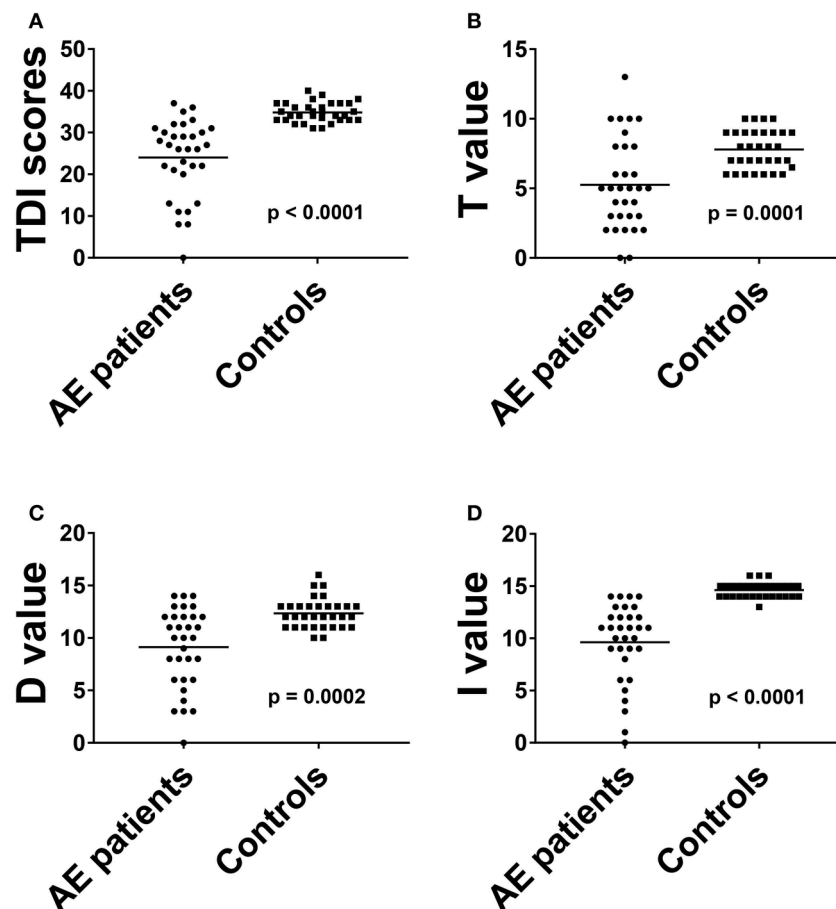 A
TDI scores
50
40
30
20
10
0
p < 0.0001
AE patients
Controls
B
T value
15
10
5
0
p = 0.0001
AE patients
Controls
C
D value
20
15
10
5
0
p = 0.0002
AE patients
Controls
D
I value
20
15
10
5
0
p < 0.0001
AE patients
Controls